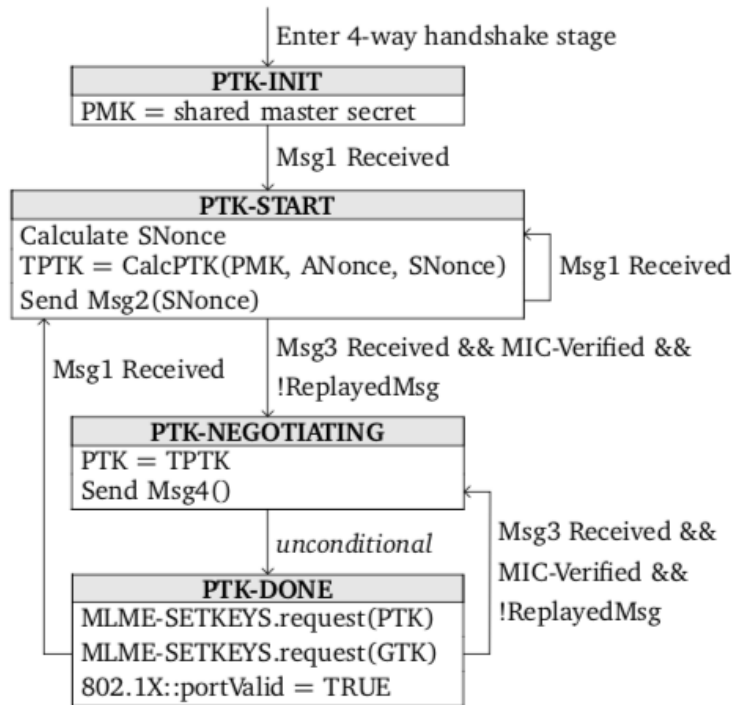 Enter 4-way handshake stage
PTK-INIT
PMK = shared master secret
Msg1 Received
PTK-START
Calculate SNonce
TPTK = CalcPTK(PMK, ANonce, SNonce)
Send Msg2(SNonce)
Msg1 Received
Msg1 Received
Msg3 Received && MIC-Verified &&
!ReplayedMsg
PTK-NEGOTIATING
PTK = TPTK
Send Msg4()
unconditional
Msg3 Received &&
MIC-Verified &&
!ReplayedMsg
PTK-DONE
MLME-SETKEYS.request(PTK)
MLME-SETKEYS.request(GTK)
802.1X::portValid = TRUE